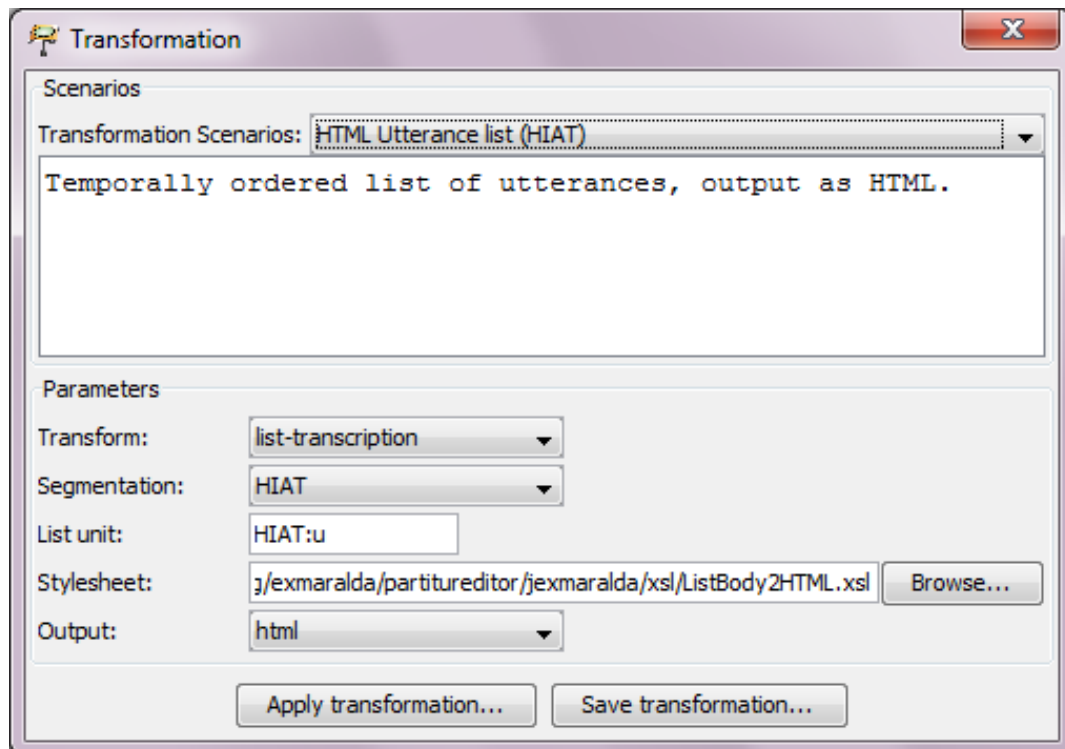 Transformation
Scenarios
Transformation Scenarios: HTML Utterance list (HIAT)
Temporally ordered list of utterances, output as HTML.
Parameters
Transform: list-transcription
Segmentation: HIAT
List unit: HIAT:u
Stylesheet: g/exmaralda/partitureditor/jexmaralda/xsl/ListBody2HTML.xsl Browse...
Output: html
Apply transformation... Save transformation...